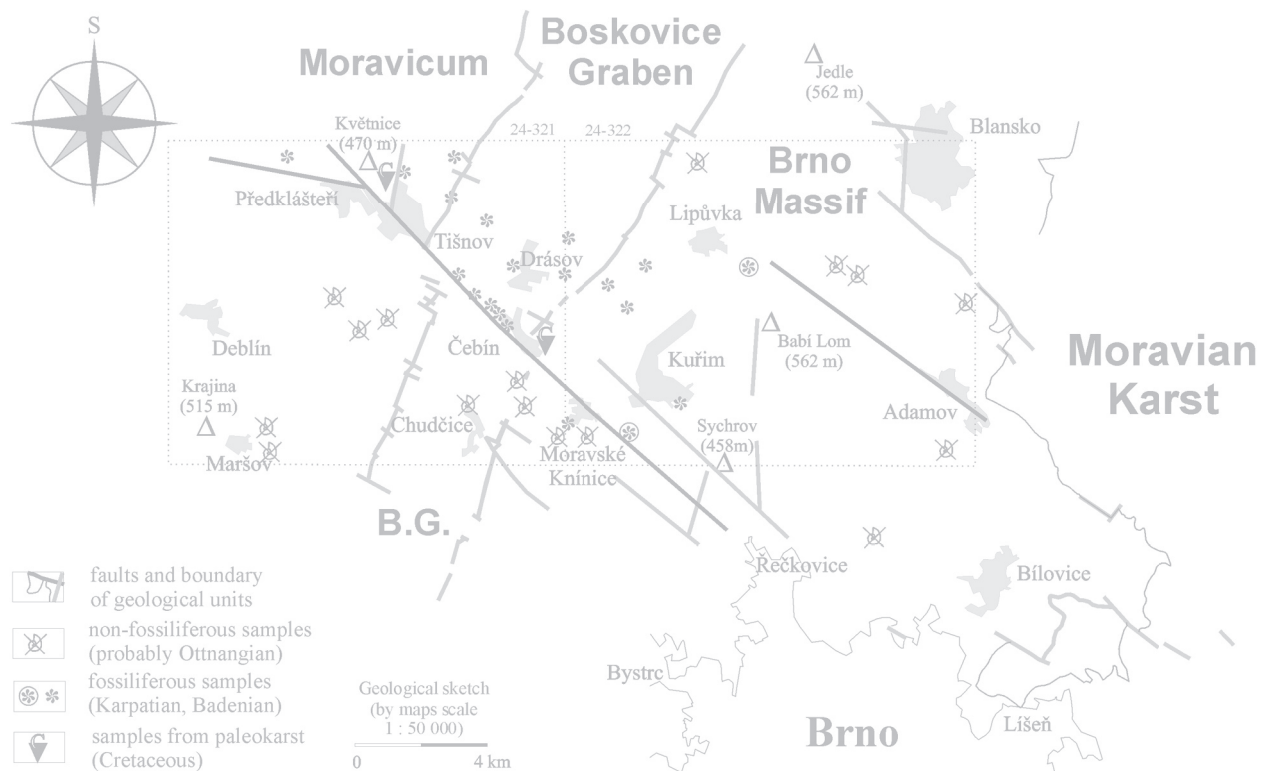 S
Moravicum
Boskovice
Graben
Jedle
(562 m)
Květnice
(470 m)
24-321
24-322
Blansko
Brno
Massif
Předklášteří
Lipůvka
Tišnov
Drásov
Deblín
Čebín
Kuřim
Babí Lom
(562 m)
Moravian
Karst
Krajina
(515 m)
Chudčice
Adamov
Sychrov
(458m)
Maršov
Moravské
Knínice
B.G.
Řečkovice
Bílovice
Bystrc
Brno
Líšeň
faults and boundary
of geological units
non-fossiliferous samples
(probably Ottnangian)
fossiliferous samples
(Karpatian, Badenian)
samples from paleokarst
(Cretaceous)
Geological sketch
(by maps scale
1 : 50 000)
0 4 km